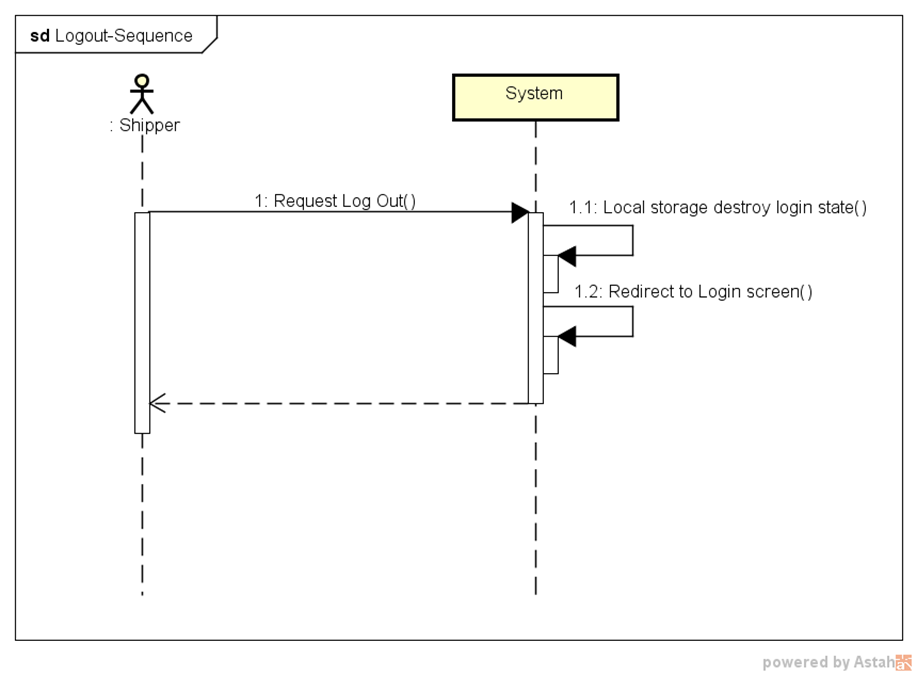 sd Logout-Sequence
: Shipper
System
1: Request Log Out()
1.1: Local storage destroy login state()
1.2: Redirect to Login screen()
powered by Astah